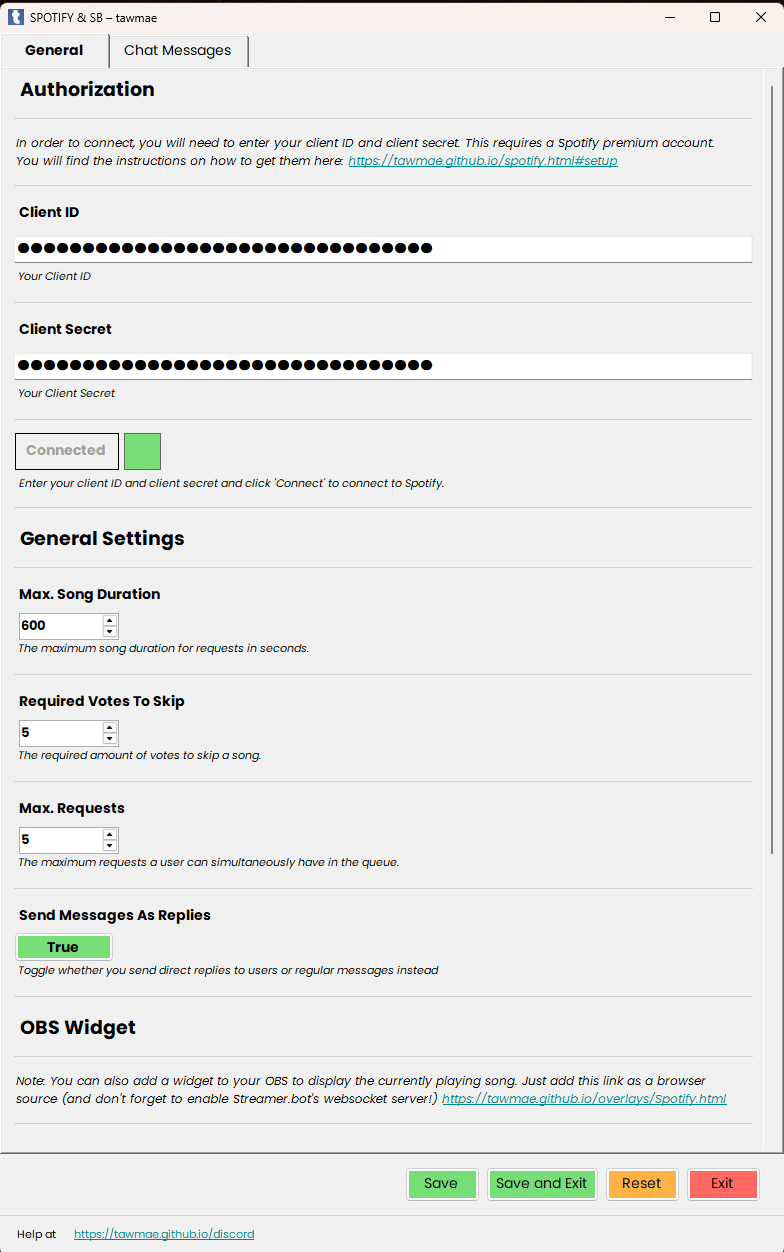 SPOTIFY & SB – tawmae
General
Chat Messages
Authorization
In order to connect, you will need to enter your client ID and client secret. This requires a Spotify premium account.
You will find the instructions on how to get them here: https://tawmae.github.io/spotify.html#setup
Client ID
●●●●●●●●●●●●●●●●●●●●●●●●●●●●●●●●
Your Client ID
Client Secret
●●●●●●●●●●●●●●●●●●●●●●●●●●●●●●●●
Your Client Secret
Connected
Enter your client ID and client secret and click 'Connect' to connect to Spotify.
General Settings
Max. Song Duration
600
The maximum song duration for requests in seconds.
Required Votes To Skip
5
The required amount of votes to skip a song.
Max. Requests
5
The maximum requests a user can simultaneously have in the queue.
Send Messages As Replies
True
Toggle whether you send direct replies to users or regular messages instead
OBS Widget
Note: You can also add a widget to your OBS to display the currently playing song. Just add this link as a browser
source (and don't forget to enable Streamer.bot's websocket server!) https://tawmae.github.io/overlays/Spotify.html
Save
Save and Exit
Reset
Exit
Help at https://tawmae.github.io/discord